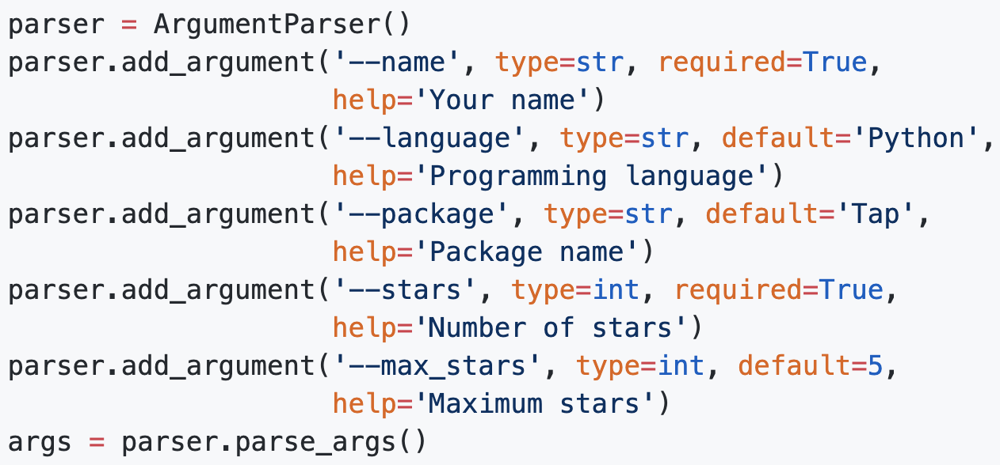 parser = ArgumentParser()
parser.add_argument('--name', type=str, required=True,
                    help='Your name')
parser.add_argument('--language', type=str, default='Python',
                    help='Programming language')
parser.add_argument('--package', type=str, default='Tap',
                    help='Package name')
parser.add_argument('--stars', type=int, required=True,
                    help='Number of stars')
parser.add_argument('--max_stars', type=int, default=5,
                    help='Maximum stars')
args = parser.parse_args()